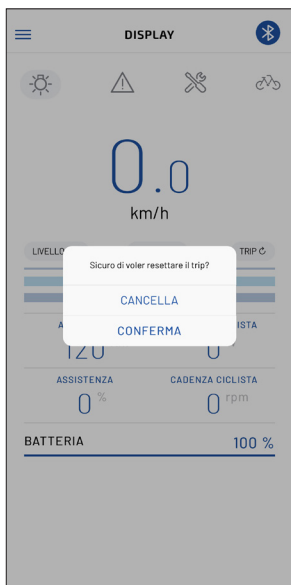 DISPLAY
0.0
km/h
TRIP
Sicuro di voler resettare il trip?
CANCELLA
CONFERMA
120
0
ASSISTENZA CADENZA CICLISTA
0 % 0 rpm
BATTERIA 100 %